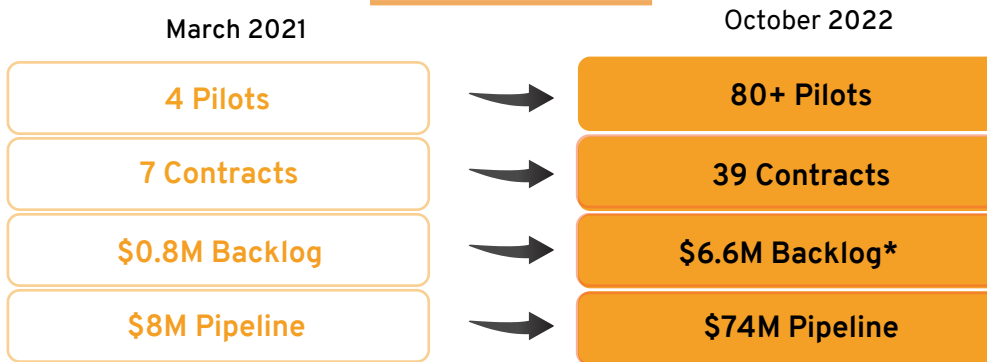 March 2021
October 2022
4 Pilots
80+ Pilots
7 Contracts
39 Contracts
$0.8M Backlog
$6.6M Backlog*
$8M Pipeline
$74M Pipeline